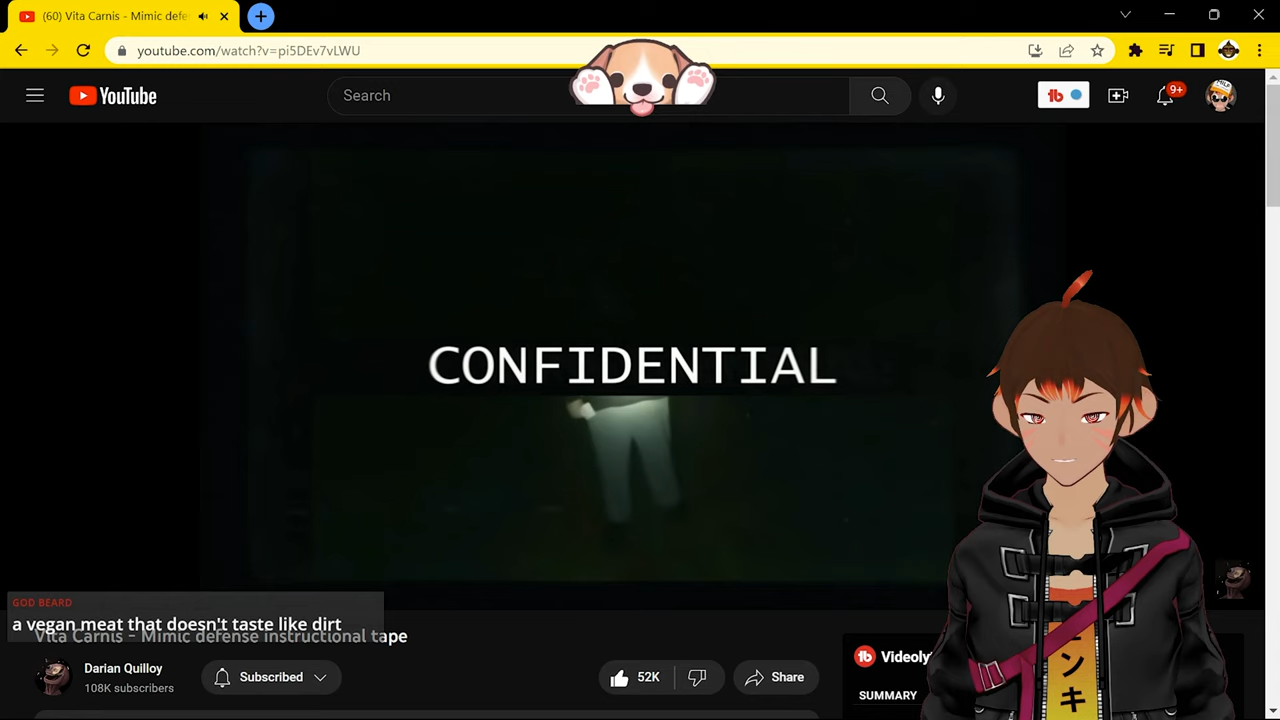 (60) Vita Carnis - Mimic defe
youtube.com/watch?v=pi5DEv7vLWU
YouTube
Search
9+
CONFIDENTIAL
GOD BEARD
a vegan meat that doesn't taste like dirt
Vita Carnis - Mimic defense instructional tape
Darian Quilloy
108K subscribers
Subscribed
52K
Share
Videoly
SUMMARY
ンキ